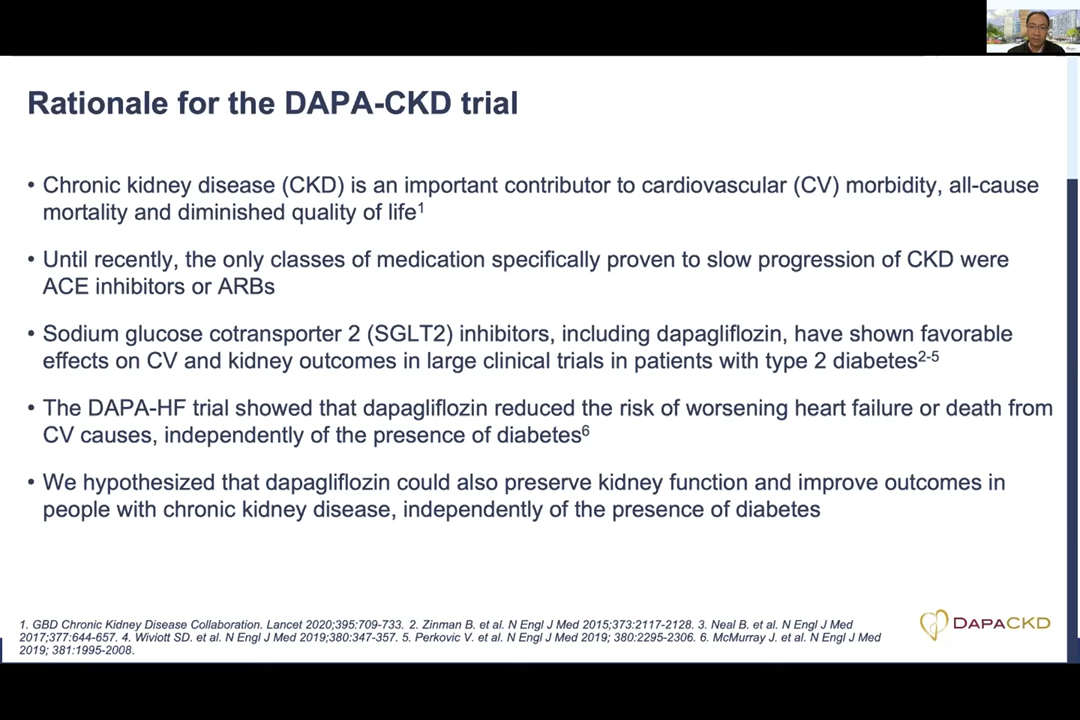 Rationale for the DAPA-CKD trial
• Chronic kidney disease (CKD) is an important contributor to cardiovascular (CV) morbidity, all-cause
mortality and diminished quality of life1
• Until recently, the only classes of medication specifically proven to slow progression of CKD were
ACE inhibitors or ARBs
• Sodium glucose cotransporter 2 (SGLT2) inhibitors, including dapagliflozin, have shown favorable
effects on CV and kidney outcomes in large clinical trials in patients with type 2 diabetes2-5
• The DAPA-HF trial showed that dapagliflozin reduced the risk of worsening heart failure or death from
CV causes, independently of the presence of diabetes6
• We hypothesized that dapagliflozin could also preserve kidney function and improve outcomes in
people with chronic kidney disease, independently of the presence of diabetes
1. GBD Chronic Kidney Disease Collaboration. Lancet 2020;395:709-733. 2. Zinman B. et al. N Engl J Med 2015;373:2117-2128. 3. Neal B. et al. N Engl J Med
2017;377:644-657. 4. Wiviott SD. et al. N Engl J Med 2019;380:347-357. 5. Perkovic V. et al. N Engl J Med 2019; 380:2295-2306. 6. McMurray J. et al. N Engl J Med
2019; 381:1995-2008.
DAPACKD